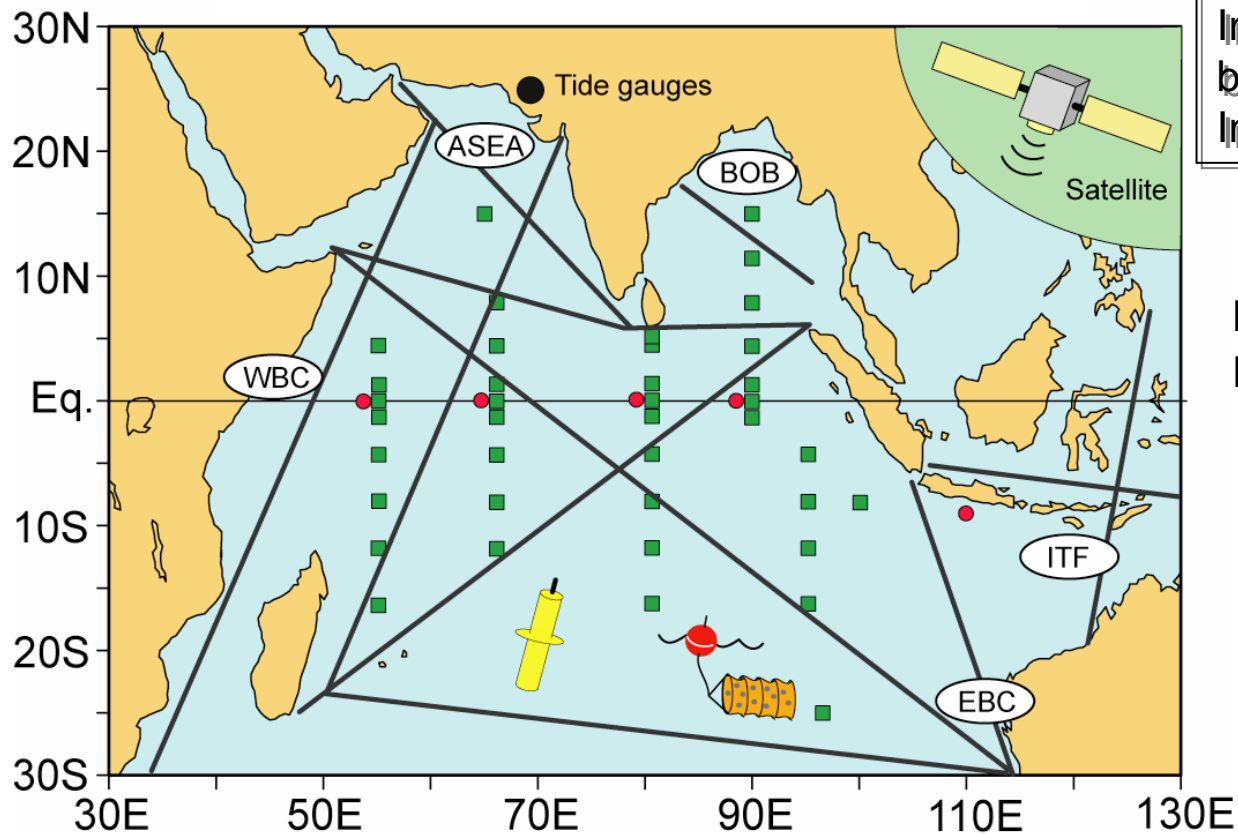 30N
20N
10N
Eq.
10S
20S
30S
30E
50E
70E
90E
110E
130E
Tide gauges
ASEA
BOB
Satellite
WBC
ITF
EBC